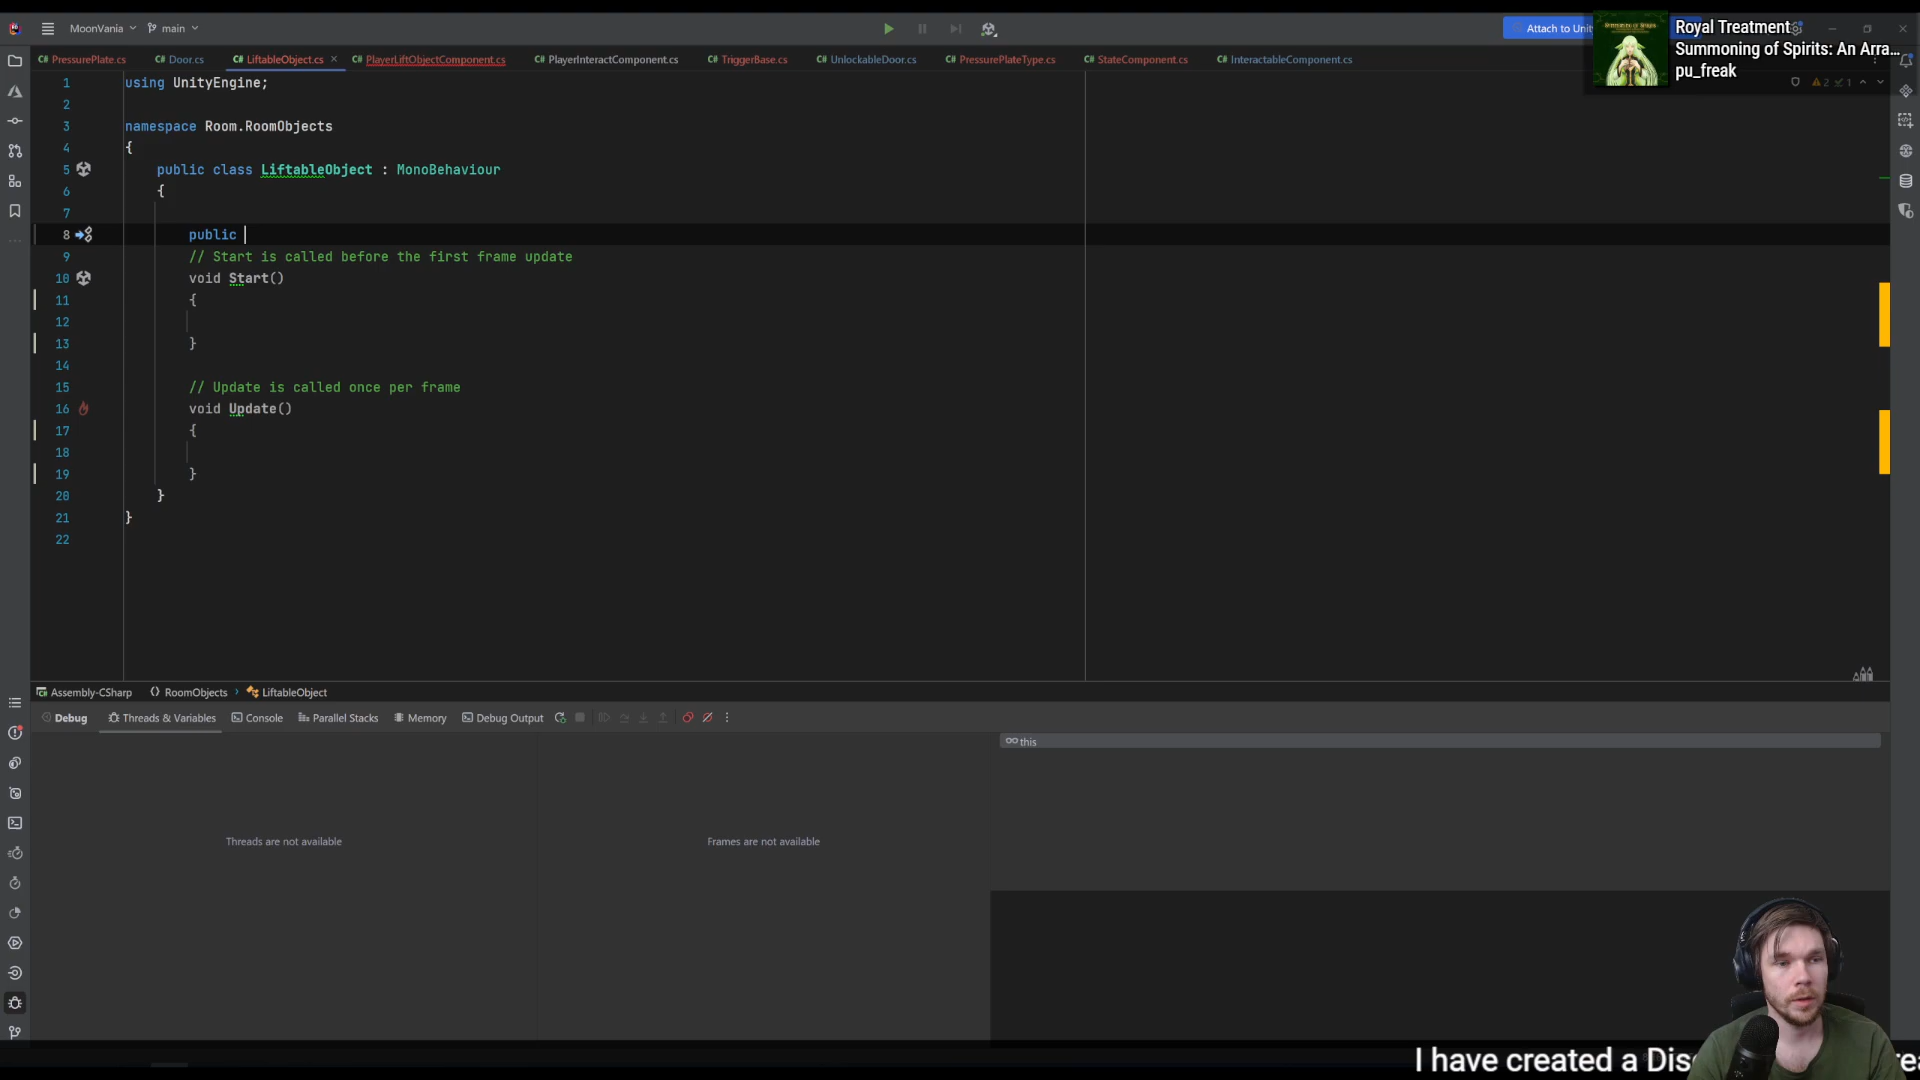 MoonVania
main
Attach to Unit
Royal Treatment
Summoning of Spirits: An Arra...
pu_freak
C# PressurePlate.cs
C# Door.cs
C# LiftableObject.cs
C# PlayerLiftObjectComponent.cs
C# PlayerInteractComponent.cs
C# TriggerBase.cs
C# UnlockableDoor.cs
C# PressurePlateType.cs
C# StateComponent.cs
C# InteractableComponent.cs
2 1
1 using UnityEngine;
2
3 namespace Room.RoomObjects
4 {
5 public class LiftableObject : MonoBehaviour
6 {
7
8 public
9 // Start is called before the first frame update
10 void Start()
11 {
12
13 }
14
15 // Update is called once per frame
16 void Update()
17 {
18
19 }
20 }
21 }
22
Assembly-CSharp RoomObjects LiftableObject
Debug Threads & Variables Console Parallel Stacks Memory Debug Output
this
Threads are not available
Frames are not available
I have created a Disc